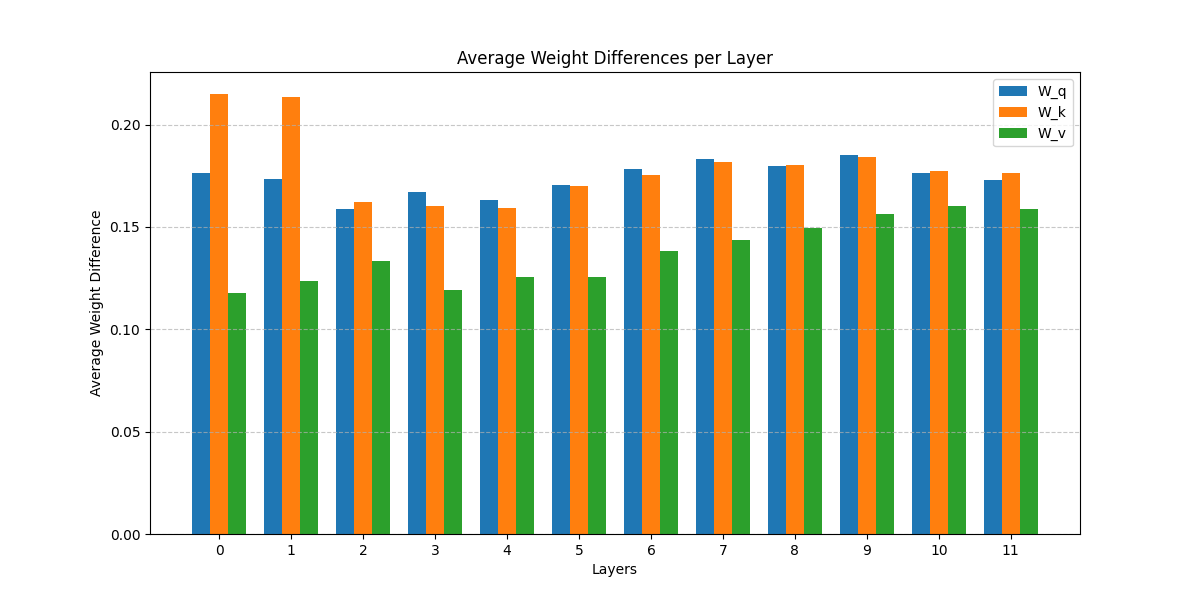 Average Weight Differences per Layer
W_q
W_k
W_v
Average Weight Difference
0.20
0.15
0.10
0.05
0.00
0 1 2 3 4 5 6 7 8 9 10 11
Layers